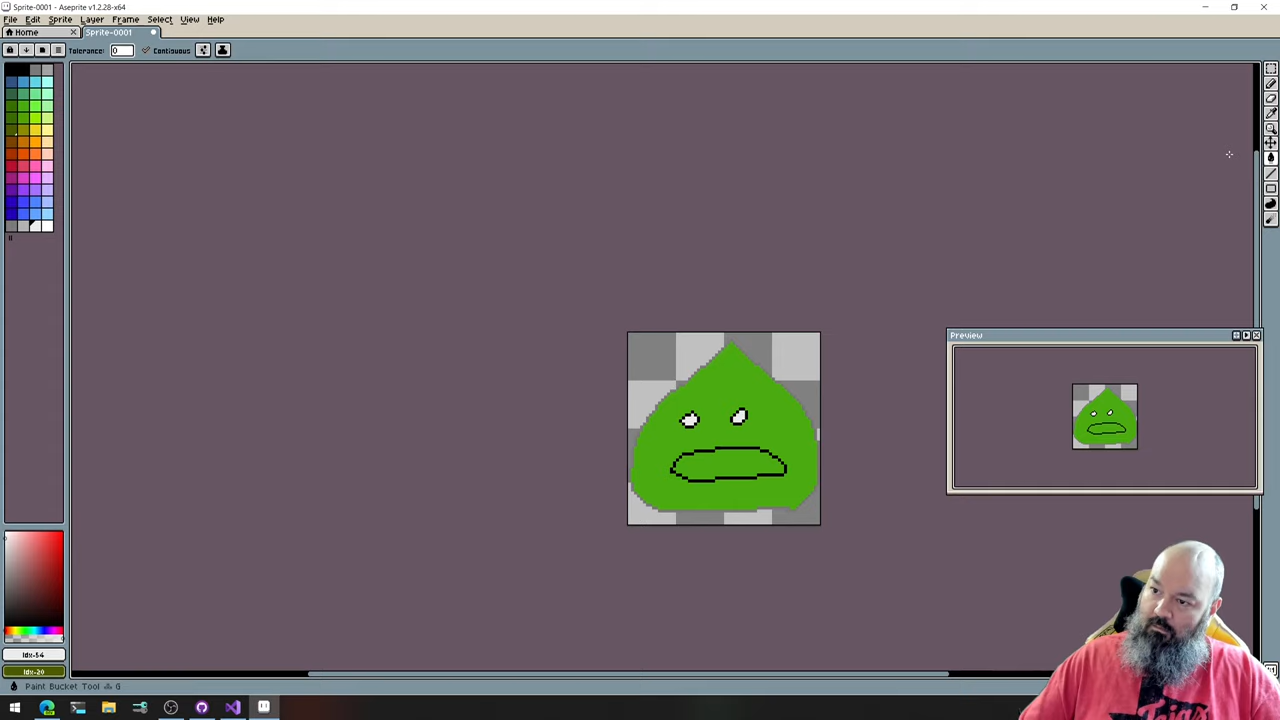 Sprite-0001 - Aseprite v1.2.28-x64
File Edit Sprite Layer Frame Select View Help
Home
Sprite-0001
Tolerance: 0
Continuous
Preview
Idx-54
Idx-20
Paint Bucket Tool G